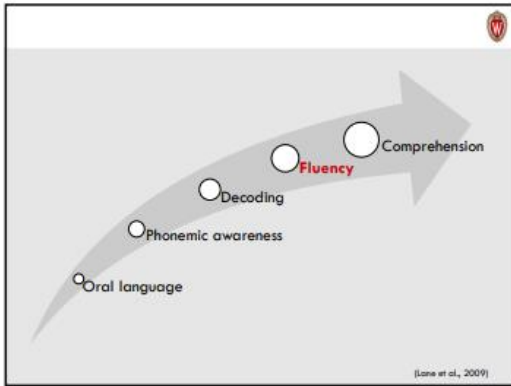 W
Comprehension
Fluency
Decoding
Phonemic awareness
Oral language
(Lane et al., 2009)